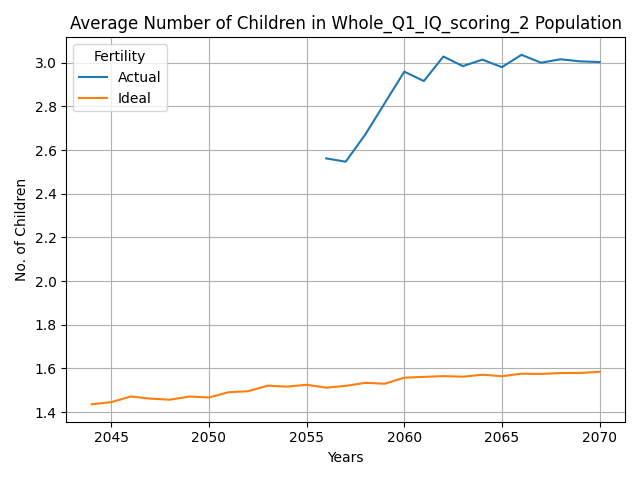 Average Number of Children in Whole_Q1_IQ_scoring_2 Population
Fertility
Actual
Ideal
No. of Children
3.0
2.8
2.6
2.4
2.2
2.0
1.8
1.6
1.4
2045 2050 2055 2060 2065 2070
Years